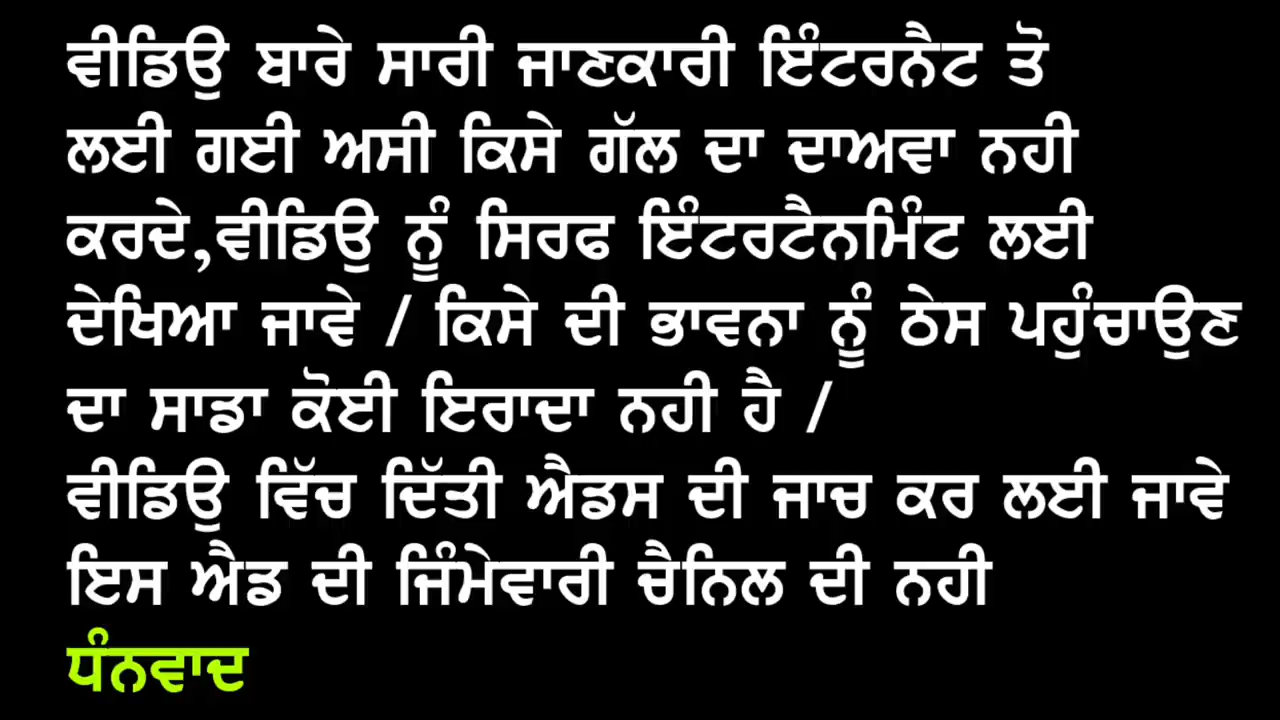 ਵੀਡਿਉ ਬਾਰੇ ਸਾਰੀ ਜਾਣਕਾਰੀ ਇੰਟਰਨੈਟ ਤੋ
ਲਈ ਗਈ ਅਸੀ ਕਿਸੇ ਗੱਲ ਦਾ ਦਾਅਵਾ ਨਹੀ
ਕਰਦੇ,ਵੀਡਿਉ ਨੂੰ ਸਿਰਫ ਇੰਟਰਟੈਨਮਿੰਟ ਲਈ
ਦੇਖਿਆ ਜਾਵੇ / ਕਿਸੇ ਦੀ ਭਾਵਨਾ ਨੂੰ ਠੇਸ ਪਹੁੰਚਾਉਣ
ਦਾ ਸਾਡਾ ਕੋਈ ਇਰਾਦਾ ਨਹੀ ਹੈ /
ਵੀਡਿਉ ਵਿੱਚ ਦਿੱਤੀ ਐਡਸ ਦੀ ਜਾਚ ਕਰ ਲਈ ਜਾਵੇ
ਇਸ ਐਡ ਦੀ ਜਿੰਮੇਵਾਰੀ ਚੈਨਿਲ ਦੀ ਨਹੀ
ਧੰਨਵਾਦ